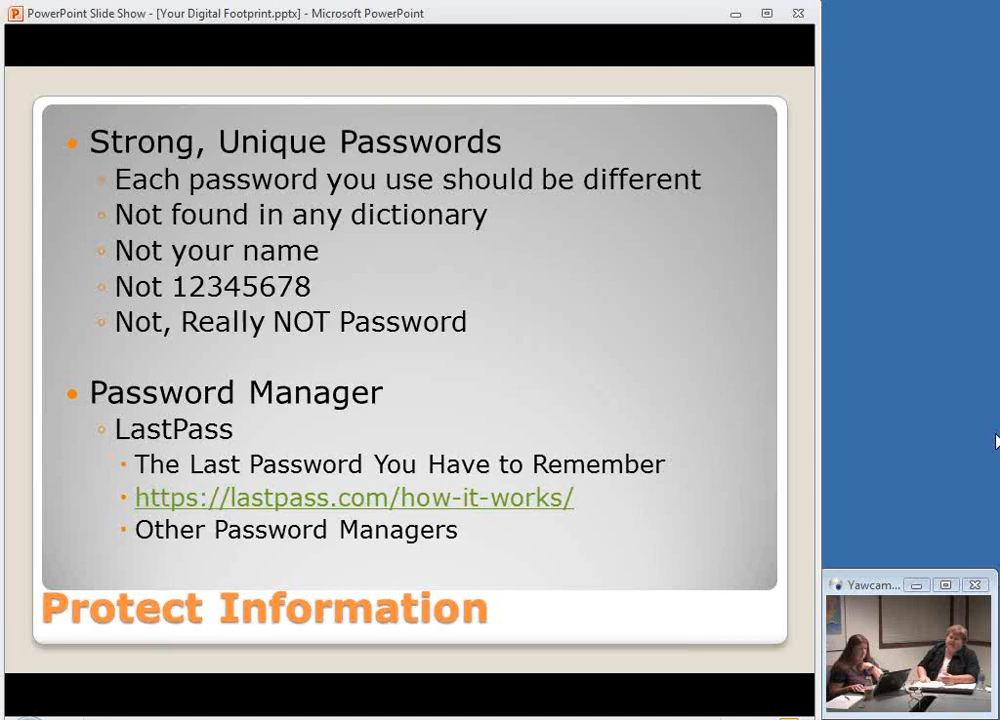 PowerPoint Slide Show - [Your Digital Footprint.pptx] - Microsoft PowerPoint
Strong, Unique Passwords
Each password you use should be different
Not found in any dictionary
Not your name
Not 12345678
Not, Really NOT Password
Password Manager
LastPass
The Last Password You Have to Remember
https://lastpass.com/how-it-works/
Other Password Managers
Protect Information
Yawcam...